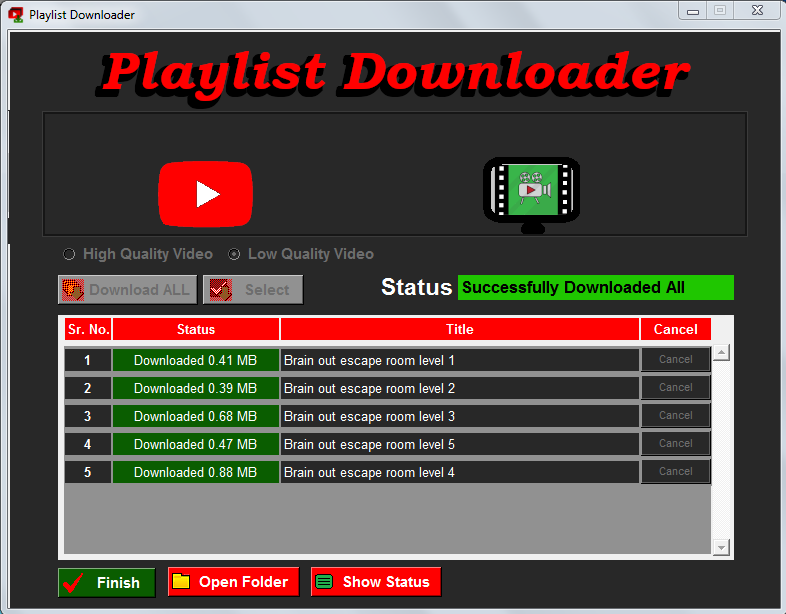 Playlist Downloader
Playlist Downloader
High Quality Video Low Quality Video
Download ALL Select Status Successfully Downloaded All
Sr. No. Status Title Cancel
1 Downloaded 0.41 MB Brain out escape room level 1 Cancel
2 Downloaded 0.39 MB Brain out escape room level 2 Cancel
3 Downloaded 0.68 MB Brain out escape room level 3 Cancel
4 Downloaded 0.47 MB Brain out escape room level 5 Cancel
5 Downloaded 0.88 MB Brain out escape room level 4 Cancel
Finish Open Folder Show Status